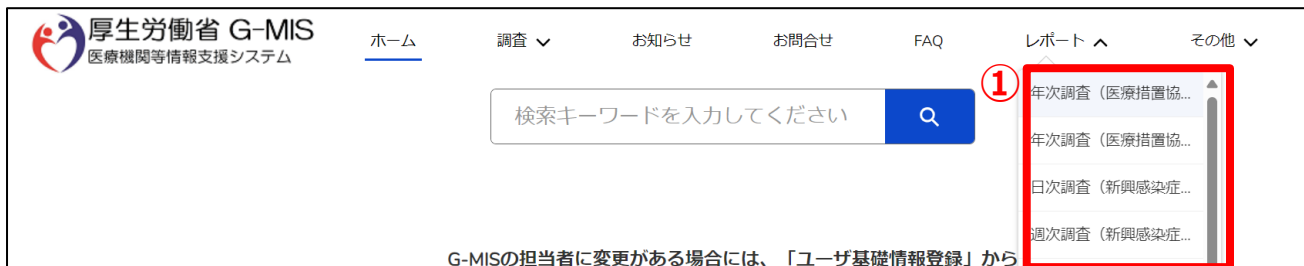 厚生労働省 G-MIS
医療機関等情報支援システム
ホーム 調査 お知らせ お問合せ FAQ レポート その他
検索キーワードを入力してください
①
年次調査（医療措置協...
年次調査（医療措置協...
日次調査（新興感染症...
週次調査（新興感染症...
G-MISの担当者に変更がある場合には、「ユーザ基礎情報登録」から